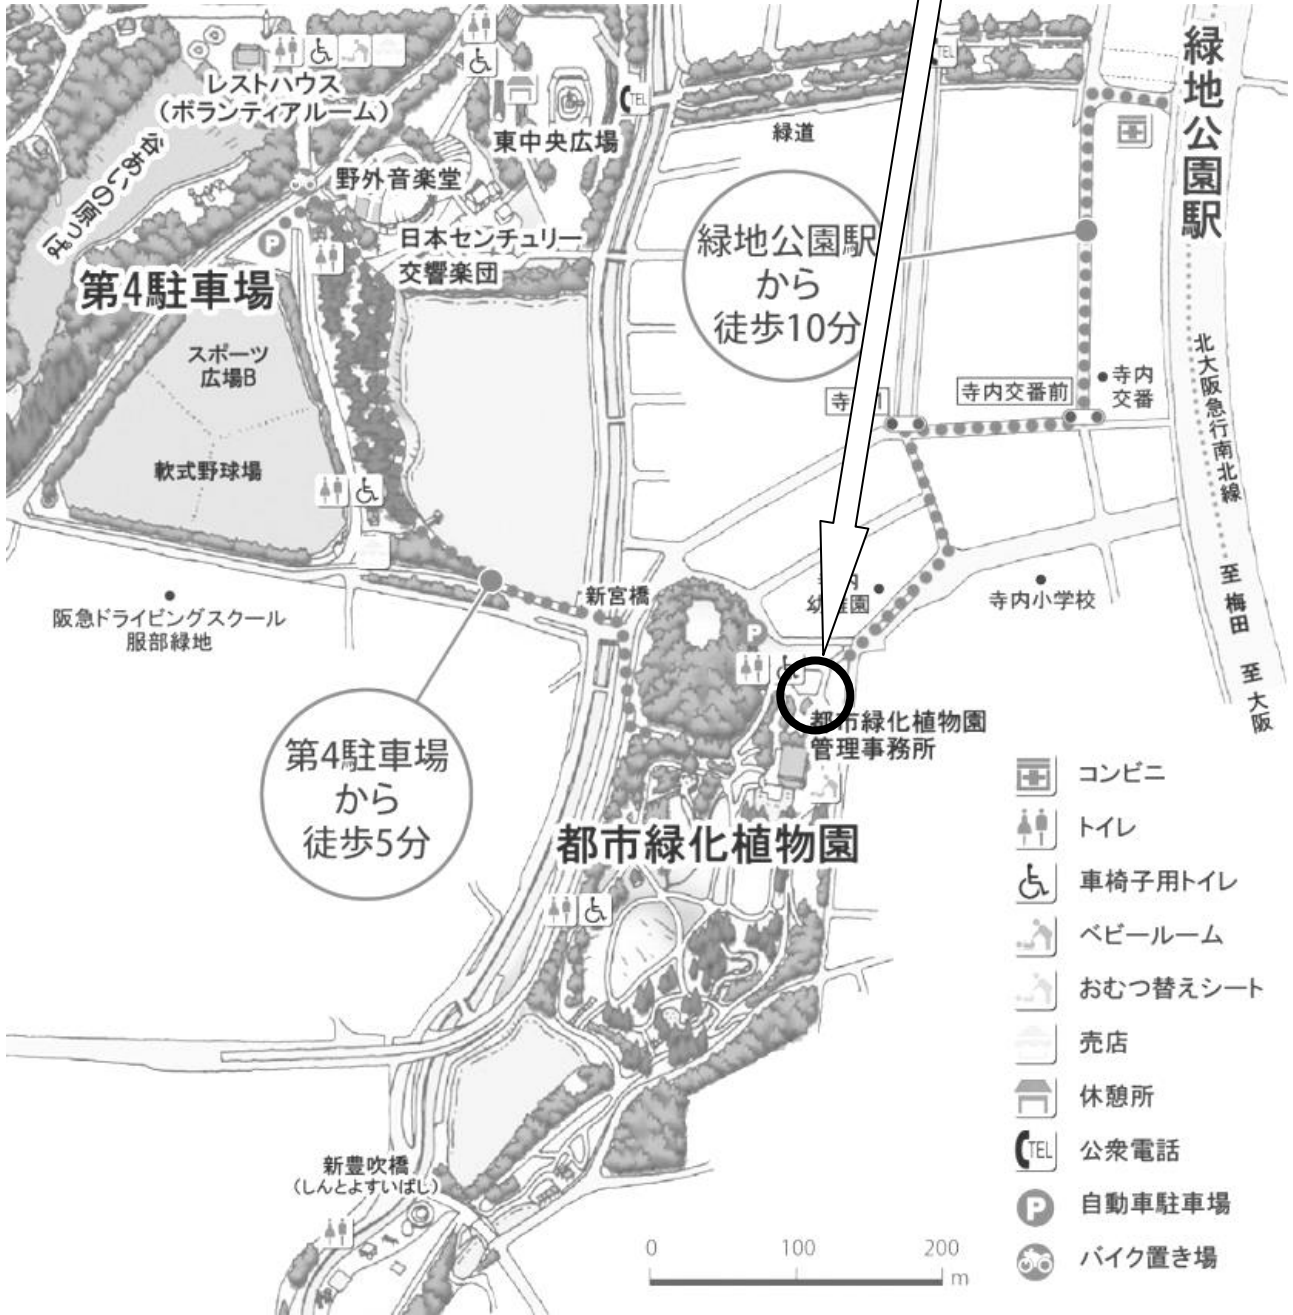 レストハウス
(ボランティアルーム)
谷あいの原っぱ
東中央広場
TEL
TEL
緑道
緑地公園駅
野外音楽堂
日本センチュリー
交響楽団
P
第4駐車場
スポーツ
広場B
軟式野球場
緑地公園駅
から
徒歩10分
寺内交番前
寺内
交番
北大阪急行南北線
至 梅田
至 大阪
阪急ドライビングスクール
服部緑地
新宮橋
P
幼稚園
寺内小学校
第4駐車場
から
徒歩5分
都市緑化植物園
管理事務所
都市緑化植物園
新豊吹橋
(しんとよすいばし)
コンビニ
トイレ
車椅子用トイレ
ベビールーム
おむつ替えシート
売店
休憩所
TEL 公衆電話
P 自動車駐車場
バイク置き場
0 100 200
m